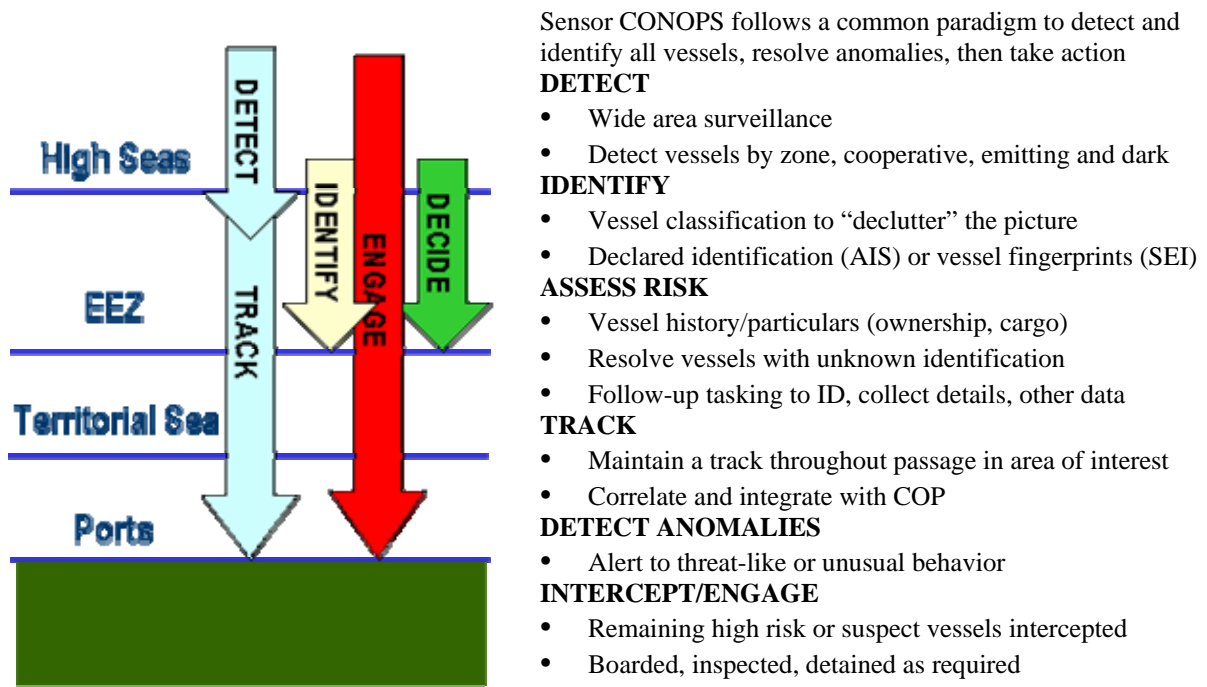 High Seas
EEZ
Territorial Sea
Ports
DETECT
TRACK
IDENTIFY
ENGAGE
DECIDE
Sensor CONOPS follows a common paradigm to detect and
identify all vessels, resolve anomalies, then take action
DETECT
• Wide area surveillance
• Detect vessels by zone, cooperative, emitting and dark
IDENTIFY
• Vessel classification to “declutter” the picture
• Declared identification (AIS) or vessel fingerprints (SEI)
ASSESS RISK
• Vessel history/particulars (ownership, cargo)
• Resolve vessels with unknown identification
• Follow-up tasking to ID, collect details, other data
TRACK
• Maintain a track throughout passage in area of interest
• Correlate and integrate with COP
DETECT ANOMALIES
• Alert to threat-like or unusual behavior
INTERCEPT/ENGAGE
• Remaining high risk or suspect vessels intercepted
• Boarded, inspected, detained as required